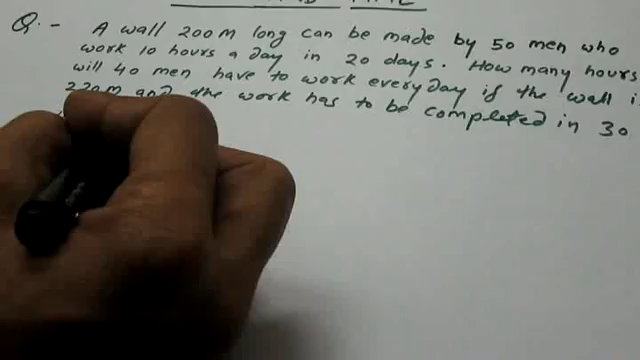 Q. - A wall 200 m long can be made by 50 men who
work 10 hours a day in 20 days. How many hours
will 40 men have to work everyday if the wall i
220m and the work has to be completed in 30